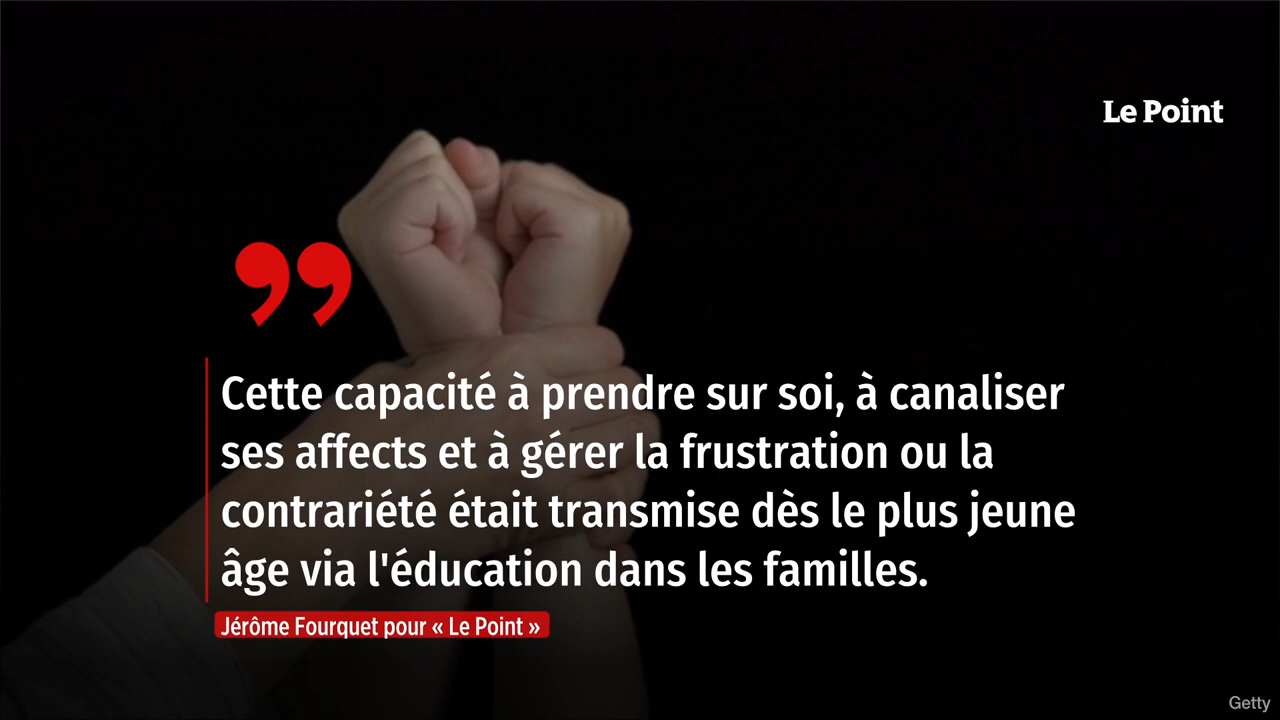 Le Point
”
Cette capacité à prendre sur soi, à canaliser
ses affects et à gérer la frustration ou la
contrariété était transmise dès le plus jeune
âge via l'éducation dans les familles.
Jérôme Fourquet pour « Le Point »
Getty